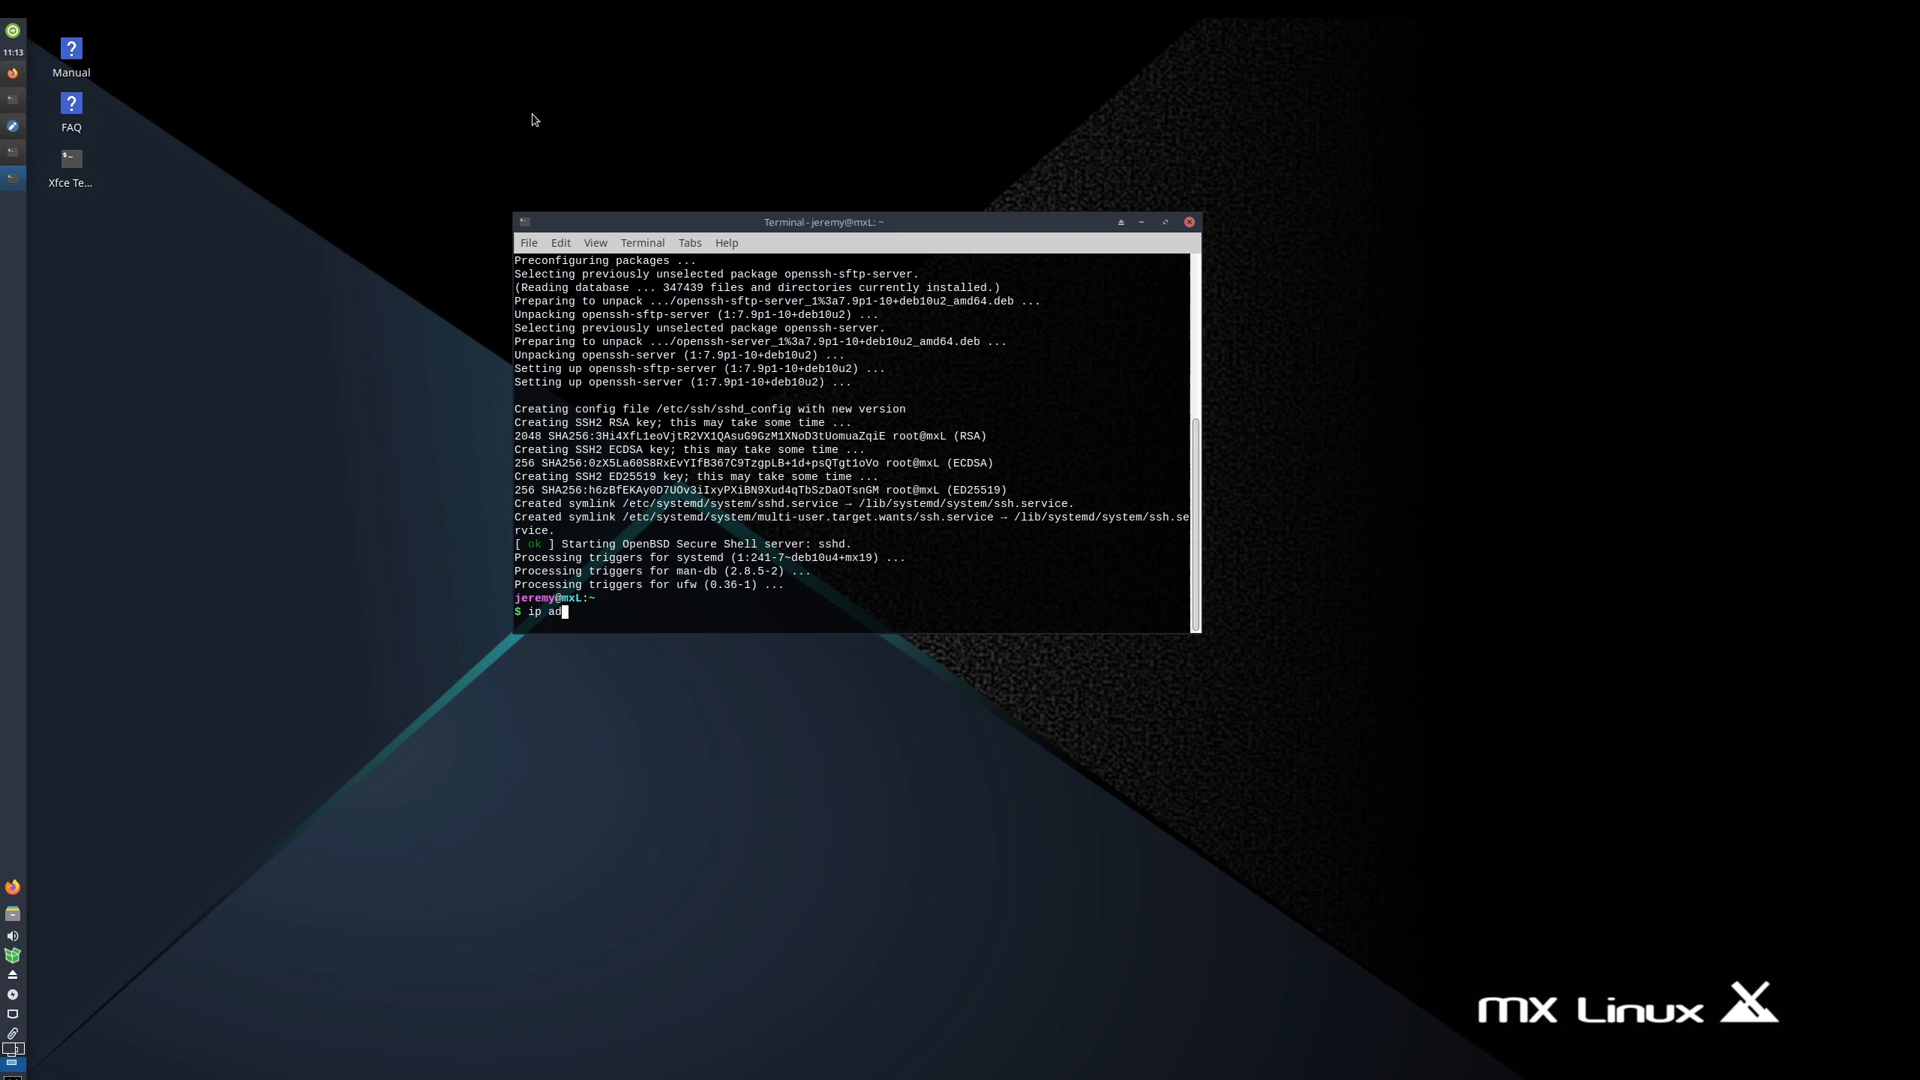 11:13
Manual
FAQ
Xfce Te...
Terminal - jeremy@mxL: ~
File Edit View Terminal Tabs Help
Preconfiguring packages ...
Selecting previously unselected package openssh-sftp-server.
(Reading database ... 347439 files and directories currently installed.)
Preparing to unpack .../openssh-sftp-server_1%3a7.9p1-10+deb10u2_amd64.deb ...
Unpacking openssh-sftp-server (1:7.9p1-10+deb10u2) ...
Selecting previously unselected package openssh-server.
Preparing to unpack .../openssh-server_1%3a7.9p1-10+deb10u2_amd64.deb ...
Unpacking openssh-server (1:7.9p1-10+deb10u2) ...
Setting up openssh-sftp-server (1:7.9p1-10+deb10u2) ...
Setting up openssh-server (1:7.9p1-10+deb10u2) ...
Creating config file /etc/ssh/sshd_config with new version
Creating SSH2 RSA key; this may take some time ...
2048 SHA256:3Hi4XfL1eoVjtR2VX1QAsuG9GzM1XNoD3tUomuaZqiE root@mxL (RSA)
Creating SSH2 ECDSA key; this may take some time ...
256 SHA256:0zX5La60S8RxEvYIfB367C9TzgpLB+1d+psQTgt1oVo root@mxL (ECDSA)
Creating SSH2 ED25519 key; this may take some time ...
256 SHA256:h6zBfEKAy0D7UOv3iIxyPXiBN9Xud4qTbSzDaOTsnGM root@mxL (ED25519)
Created symlink /etc/systemd/system/sshd.service → /lib/systemd/system/ssh.service.
Created symlink /etc/systemd/system/multi-user.target.wants/ssh.service → /lib/systemd/system/ssh.se
rvice.
[ ok ] Starting OpenBSD Secure Shell server: sshd.
Processing triggers for systemd (1:241-7~deb10u4+mx19) ...
Processing triggers for man-db (2.8.5-2) ...
Processing triggers for ufw (0.36-1) ...
jeremy@mxL:~
$ ip ad
mx Linux